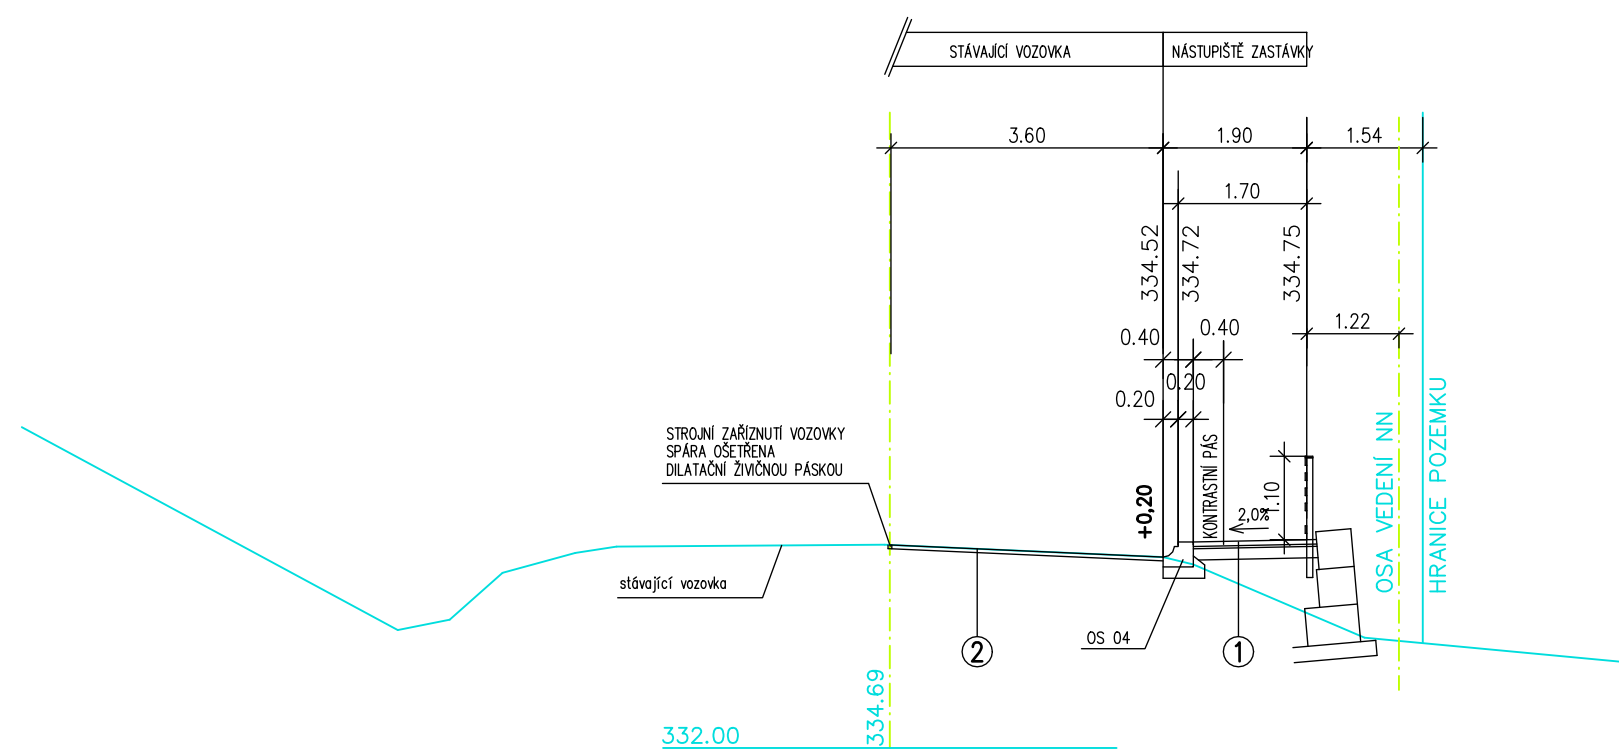 STÁVAJÍCÍ VOZOVKA
NÁSTUPIŠTĚ ZASTÁVKY
3.60
1.90
1.54
1.70
334.52
334.72
334.75
1.22
0.40
0.40
0.20
0.20
STROJNÍ ZAŘÍZNUTÍ VOZOVKY
SPÁRA OŠETŘENA
DILATAČNÍ ŽIVIČNOU PÁSKOU
KONTRASTNÍ PÁS
+0,20
2,0%
1.10
OSA VEDENÍ NN
HRANICE POZEMKU
stávající vozovka
OS 04
2
1
334.69
332.00